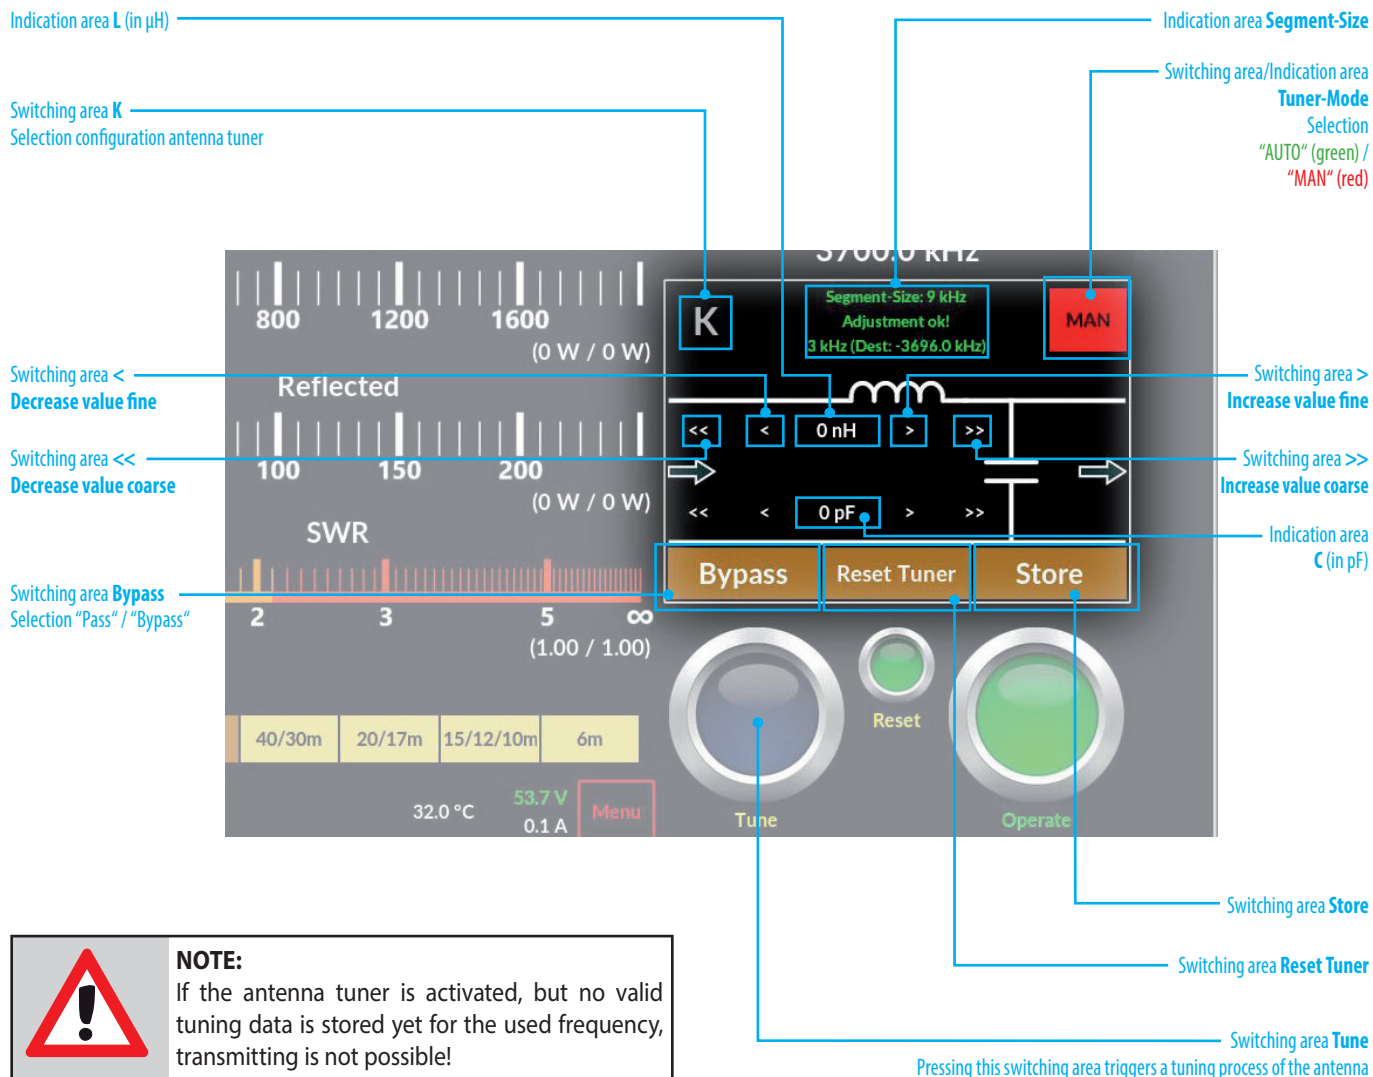 Indication area L (in µH)
Indication area Segment-Size
Switching area/Indication area
Tuner-Mode
Selection
“AUTO“ (green) /
“MAN“ (red)
Switching area K
Selection configuration antenna tuner
3700.0 kHz
800 1200 1600
(0 W / 0 W)
K
Segment-Size: 9 kHz
Adjustment ok!
3 kHz (Dest: -3696.0 kHz)
MAN
Switching area <
Decrease value fine
Reflected
Switching area >
Increase value fine
<< < 0 nH > >>
Switching area <<
Decrease value coarse
100 150 200
(0 W / 0 W)
Switching area >>
Increase value coarse
<< < 0 pF > >>
SWR
Indication area
C (in pF)
Bypass Reset Tuner Store
Switching area Bypass
Selection “Pass“ / “Bypass“
2 3 5 ∞
(1.00 / 1.00)
Reset
40/30m 20/17m 15/12/10m 6m
32.0 °C
53.7 V
0.1 A
Menu
Tune
Operate
Switching area Store
Switching area Reset Tuner
NOTE:
If the antenna tuner is activated, but no valid
tuning data is stored yet for the used frequency,
transmitting is not possible!
Switching area Tune
Pressing this switching area triggers a tuning process of the antenna